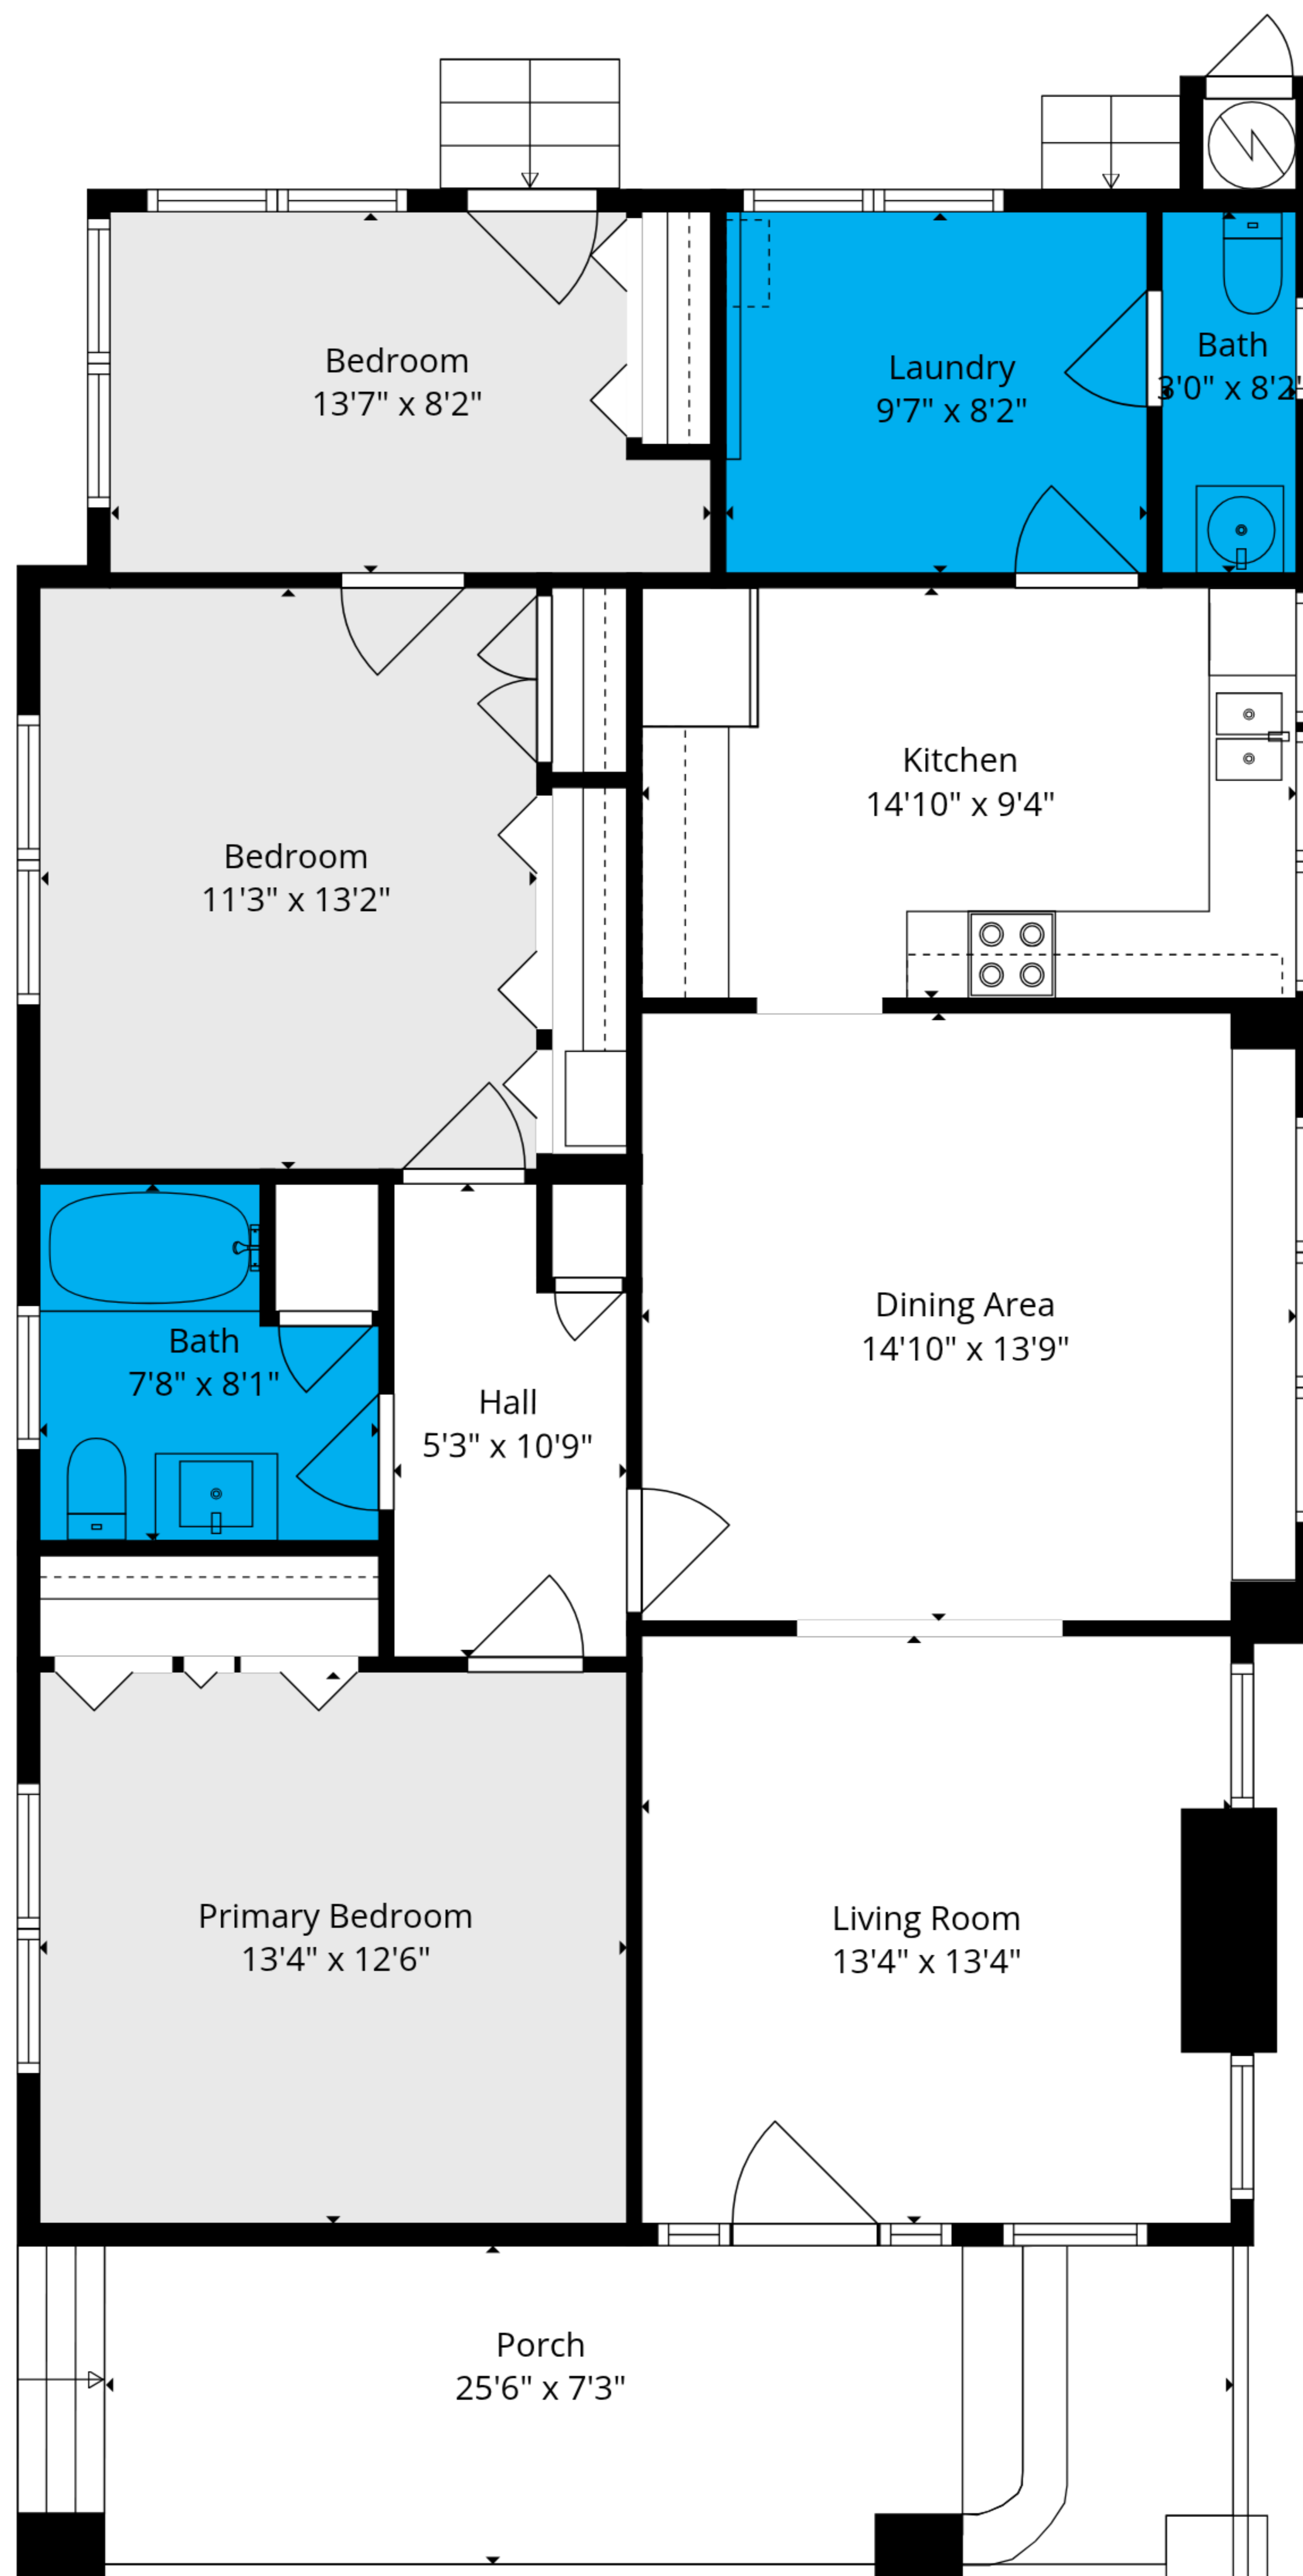 Bedroom
13'7" x 8'2"
Laundry
9'7" x 8'2"
Bath
3'0" x 8'2"
Kitchen
14'10" x 9'4"
Bedroom
11'3" x 13'2"
Dining Area
14'10" x 13'9"
Bath
7'8" x 8'1"
Hall
5'3" x 10'9"
Primary Bedroom
13'4" x 12'6"
Living Room
13'4" x 13'4"
Porch
25'6" x 7'3"